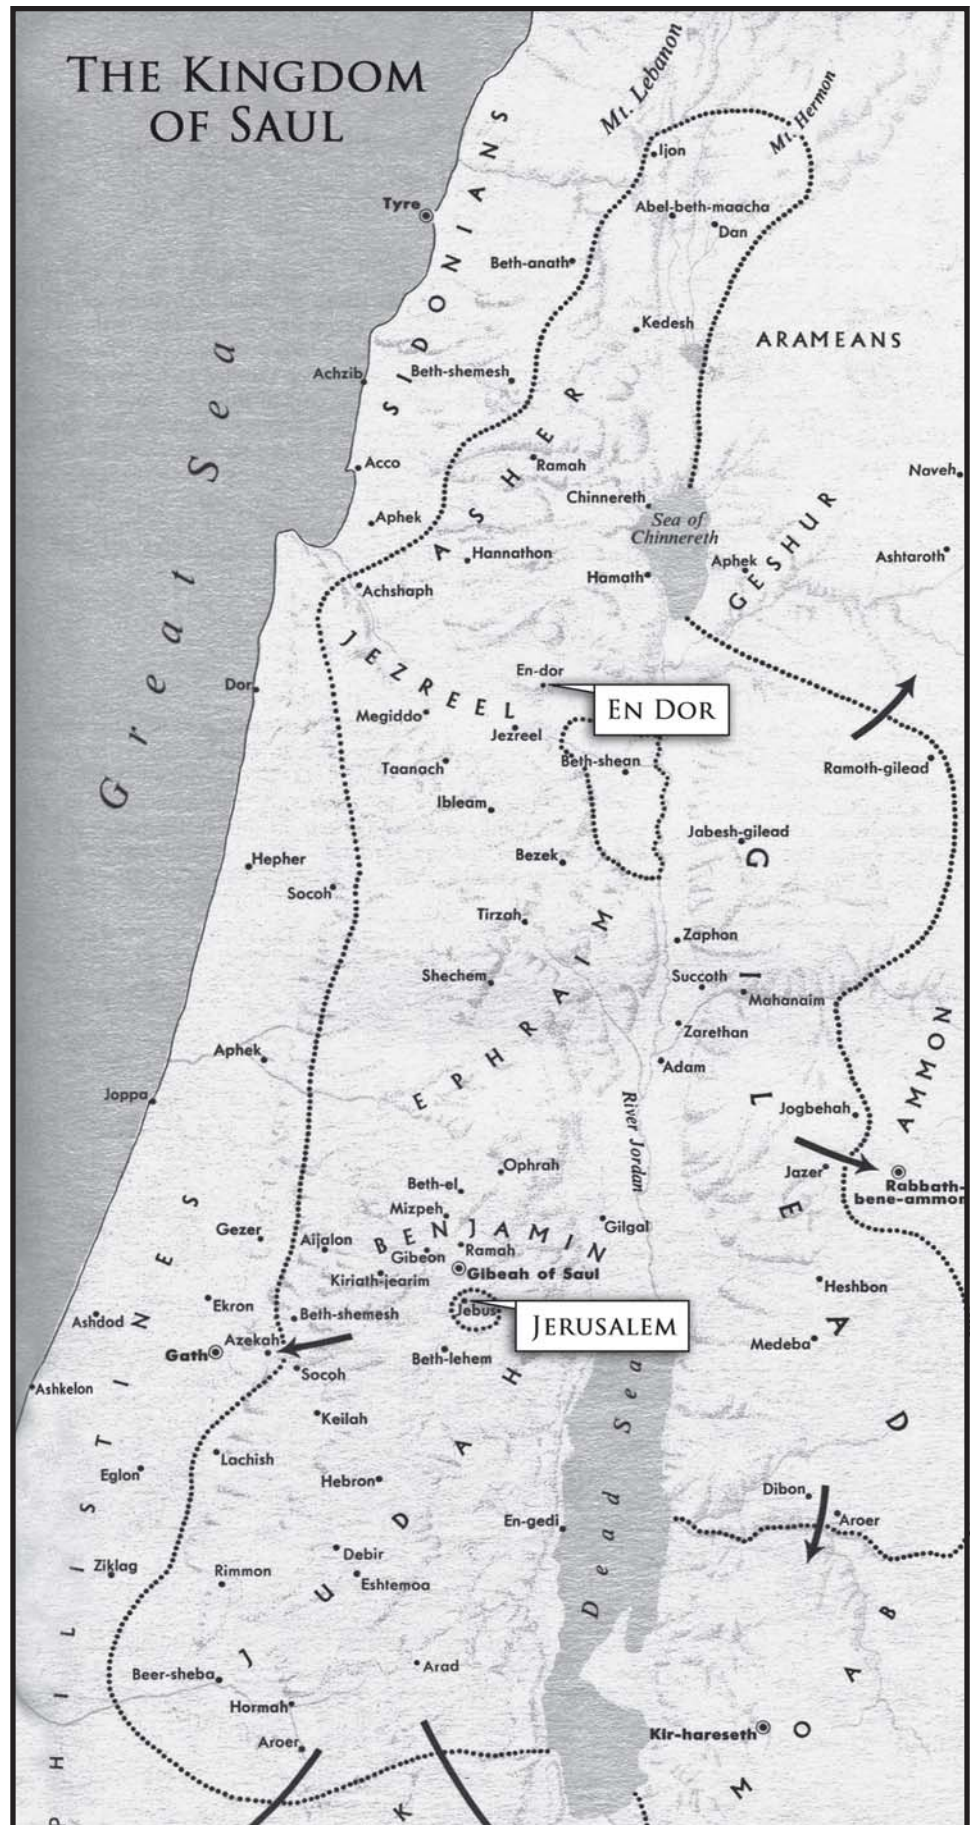 THE KINGDOM
OF SAUL
Mt. Lebanon
Mt. Hermon
Ijon
SIDONIANS
Tyre
Abel-beth-maacha
Dan
Beth-anath
Kedesh
ARAMEANS
Achzib
Beth-shemesh
Great Sea
ASHER
Acco
Ramah
Naveh
Chinnereth
Sea of
Chinnereth
Aphek
Hannathon
GESHUR
Ashtaroth
Aphek
Hamath
Achshaph
JEZREEL
En-dor
EN DOR
Dor
Megiddo
Jezreel
Beth-shean
Taanach
Ramoth-gilead
Ibleam
Jabesh-gilead
GILEAD
Hepher
Bezek
Socoh
Tirzah
Zaphon
EPHRAIM
Shechem
Succoth
Mahanaim
Zarethan
AMMON
Aphek
Adam
Joppa
River Jordan
Jogbehah
Ophrah
Jazer
Rabbath-
bene-ammon
Beth-el
Mizpeh
BENJAMIN
Gilgal
Gezer
Aijalon
Gibeon
Ramah
Kiriath-jearim
Gibeah of Saul
Heshbon
Ekron
Beth-shemesh
Jebus
JERUSALEM
Ashdod
Azekah
Medeba
Gath
Beth-lehem
Socoh
Ashkelon
Dead Sea
Keilah
JUDAH
Lachish
Eglon
Hebron
Dibon
Aroer
En-gedi
PHILISTINES
Debir
Ziklag
Rimmon
Eshtemoa
MOAB
Arad
Beer-sheba
Hormah
Aroer
Kir-hareseth
K